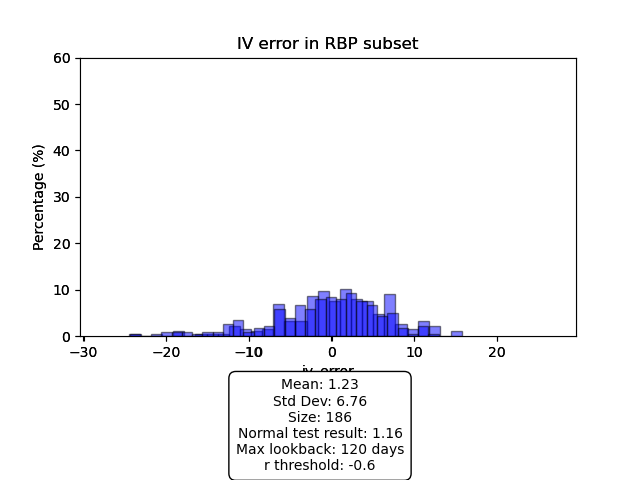 IV error in RBP subset
Percentage (%)
60
50
40
30
20
10
0
−30
−20
−10
0
10
20
iv_error
Mean: 1.23
Std Dev: 6.76
Size: 186
Normal test result: 1.16
Max lookback: 120 days
r threshold: -0.6